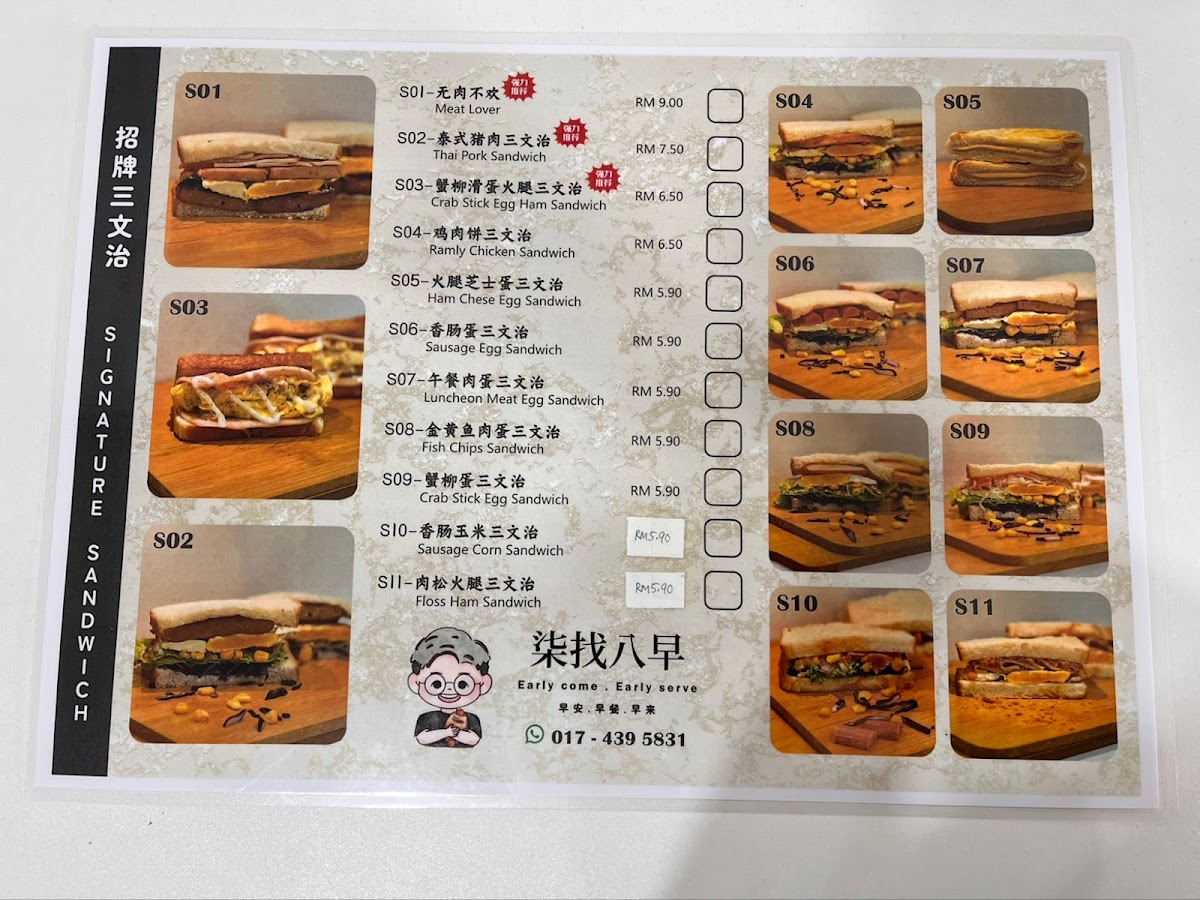 招牌三文治
SIGNATURE SANDWICH
S01
S03
S02
S01-无肉不欢
强力
推荐
Meat Lover
RM 9.00
S02-泰式猪肉三文治
强力
推荐
Thai Pork Sandwich
RM 7.50
S03-蟹柳滑蛋火腿三文治
强力
推荐
Crab Stick Egg Ham Sandwich
RM 6.50
S04-鸡肉饼三文治
Ramly Chicken Sandwich
RM 6.50
S05-火腿芝士蛋三文治
Ham Chese Egg Sandwich
RM 5.90
S06-香肠蛋三文治
Sausage Egg Sandwich
RM 5.90
S07-午餐肉蛋三文治
Luncheon Meat Egg Sandwich
RM 5.90
S08-金黄鱼肉蛋三文治
Fish Chips Sandwich
RM 5.90
S09-蟹柳蛋三文治
Crab Stick Egg Sandwich
RM 5.90
S10-香肠玉米三文治
Sausage Corn Sandwich
RM5.90
S11-肉松火腿三文治
Floss Ham Sandwich
RM5.90
柒找八早
Early come . Early serve
早安.早餐.早来
017 - 439 5831
S04
S05
S06
S07
S08
S09
S10
S11